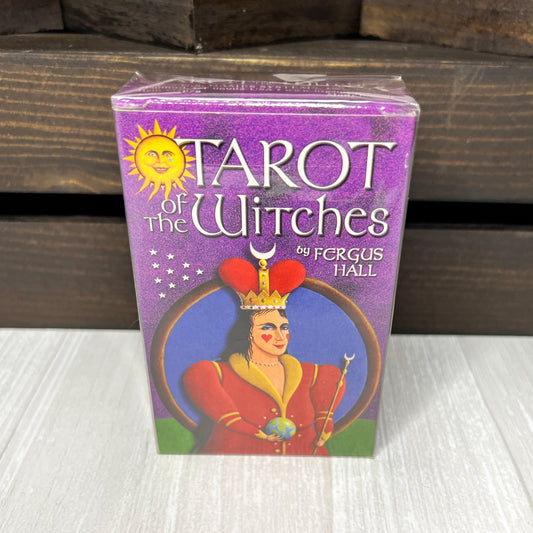 TAROT
of
THE Witches
by FERGUS
HALL